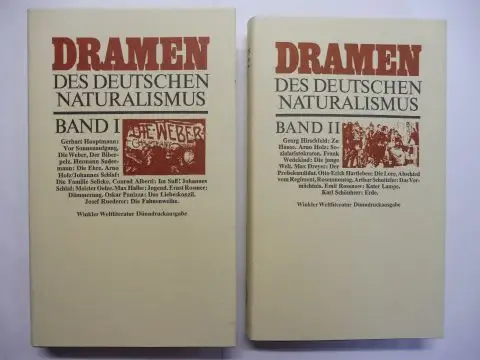 DRAMEN
DES DEUTSCHEN
NATURALISMUS
BAND I
DIE WEBER
Gerhart Hauptmann:
Vor Sonnenaufgang,
Die Weber, Der Biber-
pelz. Hermann Suder-
mann: Die Ehre. Arno
Holz/Johannes Schlaf:
Die Familie Selicke. Conrad Alberti: Im Suff. Johannes
Schlaf: Meister Oelze. Max Halbe: Jugend. Ernst Rosmer:
Dämmerung. Oskar Panizza: Das Liebeskonzil.
Josef Ruederer: Die Fahnenweihe.
Winkler Weltliteratur Dünndruckausgabe
DRAMEN
DES DEUTSCHEN
NATURALISMUS
BAND II
Georg Hirschfeld: Zu
Hause. Arno Holz: So-
zialaristokraten. Frank
Wedekind: Die junge
Welt. Max Dreyer: Der
Probekandidat. Otto Erich Hartleben: Die Lore, Abschied
vom Regiment, Rosenmontag. Arthur Schnitzler: Das Ver-
mächtnis. Emil Rosenow: Kater Lampe.
Karl Schönherr: Erde.
Winkler Weltliteratur Dünndruckausgabe